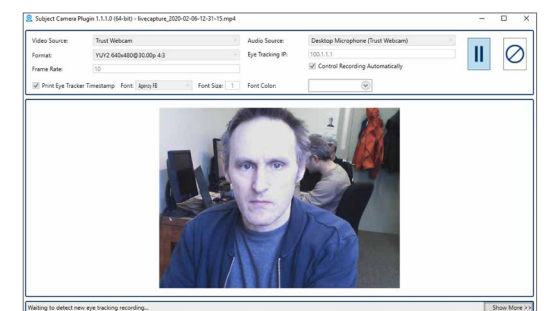 Subject Camera Plugin 1.1.1.0 (64-bit) - livecapture_2020-02-06-12-31-15.mp4
Video Source: Trust Webcam Audio Source: Desktop Microphone (Trust Webcam)
Format: YUY2 640x480@30.00p 4:3 Eye Tracking IP: 100.1.1.1
Frame Rate: 10 Control Recording Automatically
Print Eye Tracker Timestamp Font: Agency FB Font Size: 1 Font Color:
Waiting to detect new eye tracking recording... Show More >>